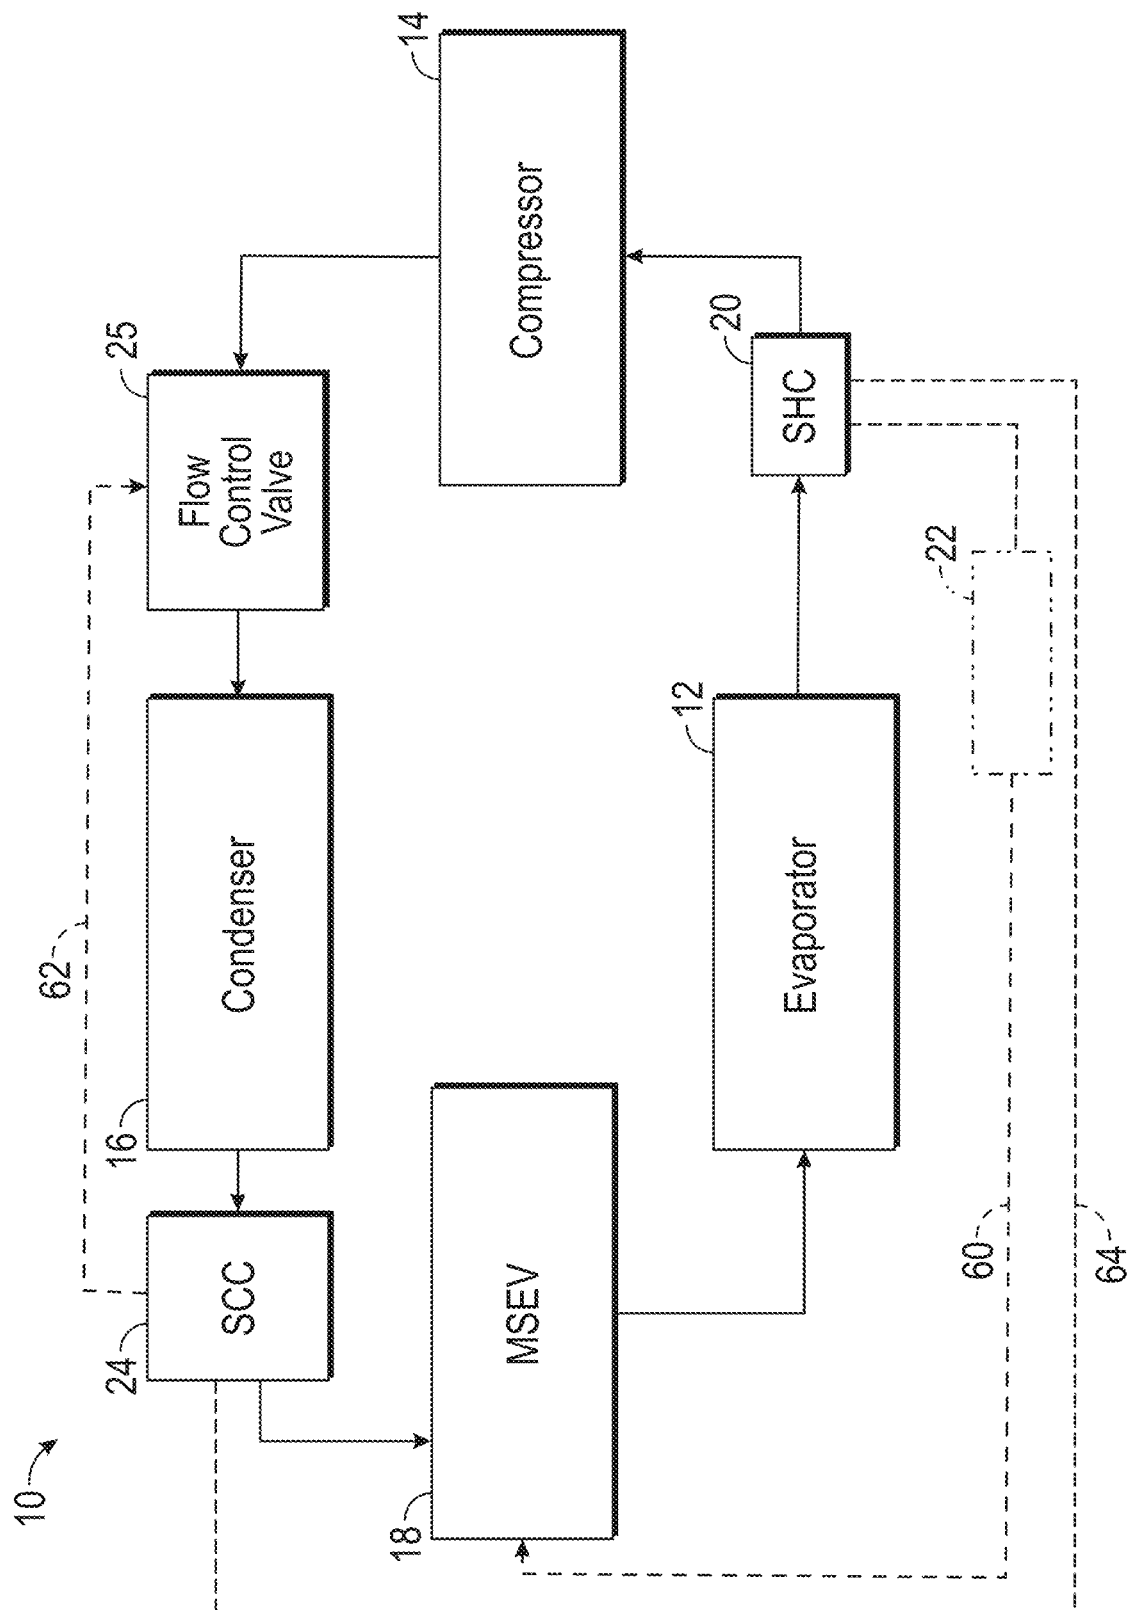 10
62
24
SCC
16
Condenser
25
Flow
Control
Valve
18
MSEV
14
Compressor
12
Evaporator
20
SHC
22
60
64